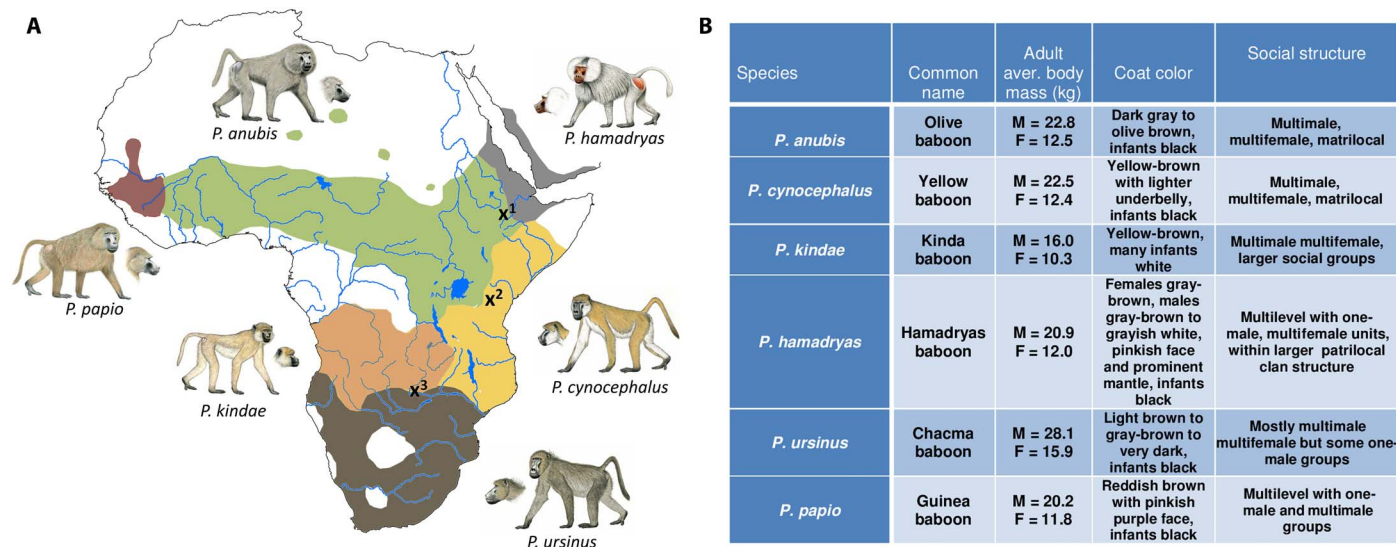 A
P. anubis
P. hamadryas
x1
P. papio
x2
P. kindae
x3
P. cynocephalus
P. ursinus
B
Species
Common
name
Adult
aver. body
mass (kg)
Coat color
Social structure
P. anubis
Olive
baboon
M = 22.8
F = 12.5
Dark gray to
olive brown,
infants black
Multimale,
multifemale, matrilocal
P. cynocephalus
Yellow
baboon
M = 22.5
F = 12.4
Yellow-brown
with lighter
underbelly,
infants black
Multimale,
multifemale, matrilocal
P. kindae
Kinda
baboon
M = 16.0
F = 10.3
Yellow-brown,
many infants
white
Multimale multifemale,
larger social groups
P. hamadryas
Hamadryas
baboon
M = 20.9
F = 12.0
Females gray-
brown, males
gray-brown to
grayish white,
pinkish face
and prominent
mantle, infants
black
Multilevel with one-
male, multifemale units,
within larger patrilocal
clan structure
P. ursinus
Chacma
baboon
M = 28.1
F = 15.9
Light brown to
gray-brown to
very dark,
infants black
Mostly multimale
multifemale but some one-
male groups
P. papio
Guinea
baboon
M = 20.2
F = 11.8
Reddish brown
with pinkish
purple face,
infants black
Multilevel with one-
male and multimale
groups